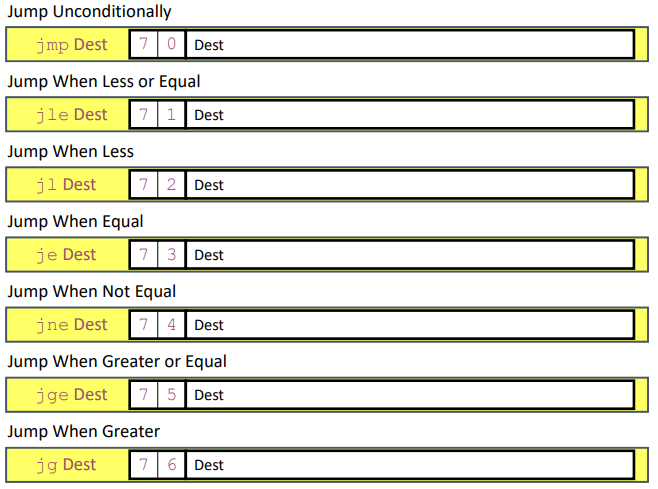 Jump Unconditionally
jmp Dest 7 0 Dest
Jump When Less or Equal
jle Dest 7 1 Dest
Jump When Less
jl Dest 7 2 Dest
Jump When Equal
je Dest 7 3 Dest
Jump When Not Equal
jne Dest 7 4 Dest
Jump When Greater or Equal
jge Dest 7 5 Dest
Jump When Greater
jg Dest 7 6 Dest